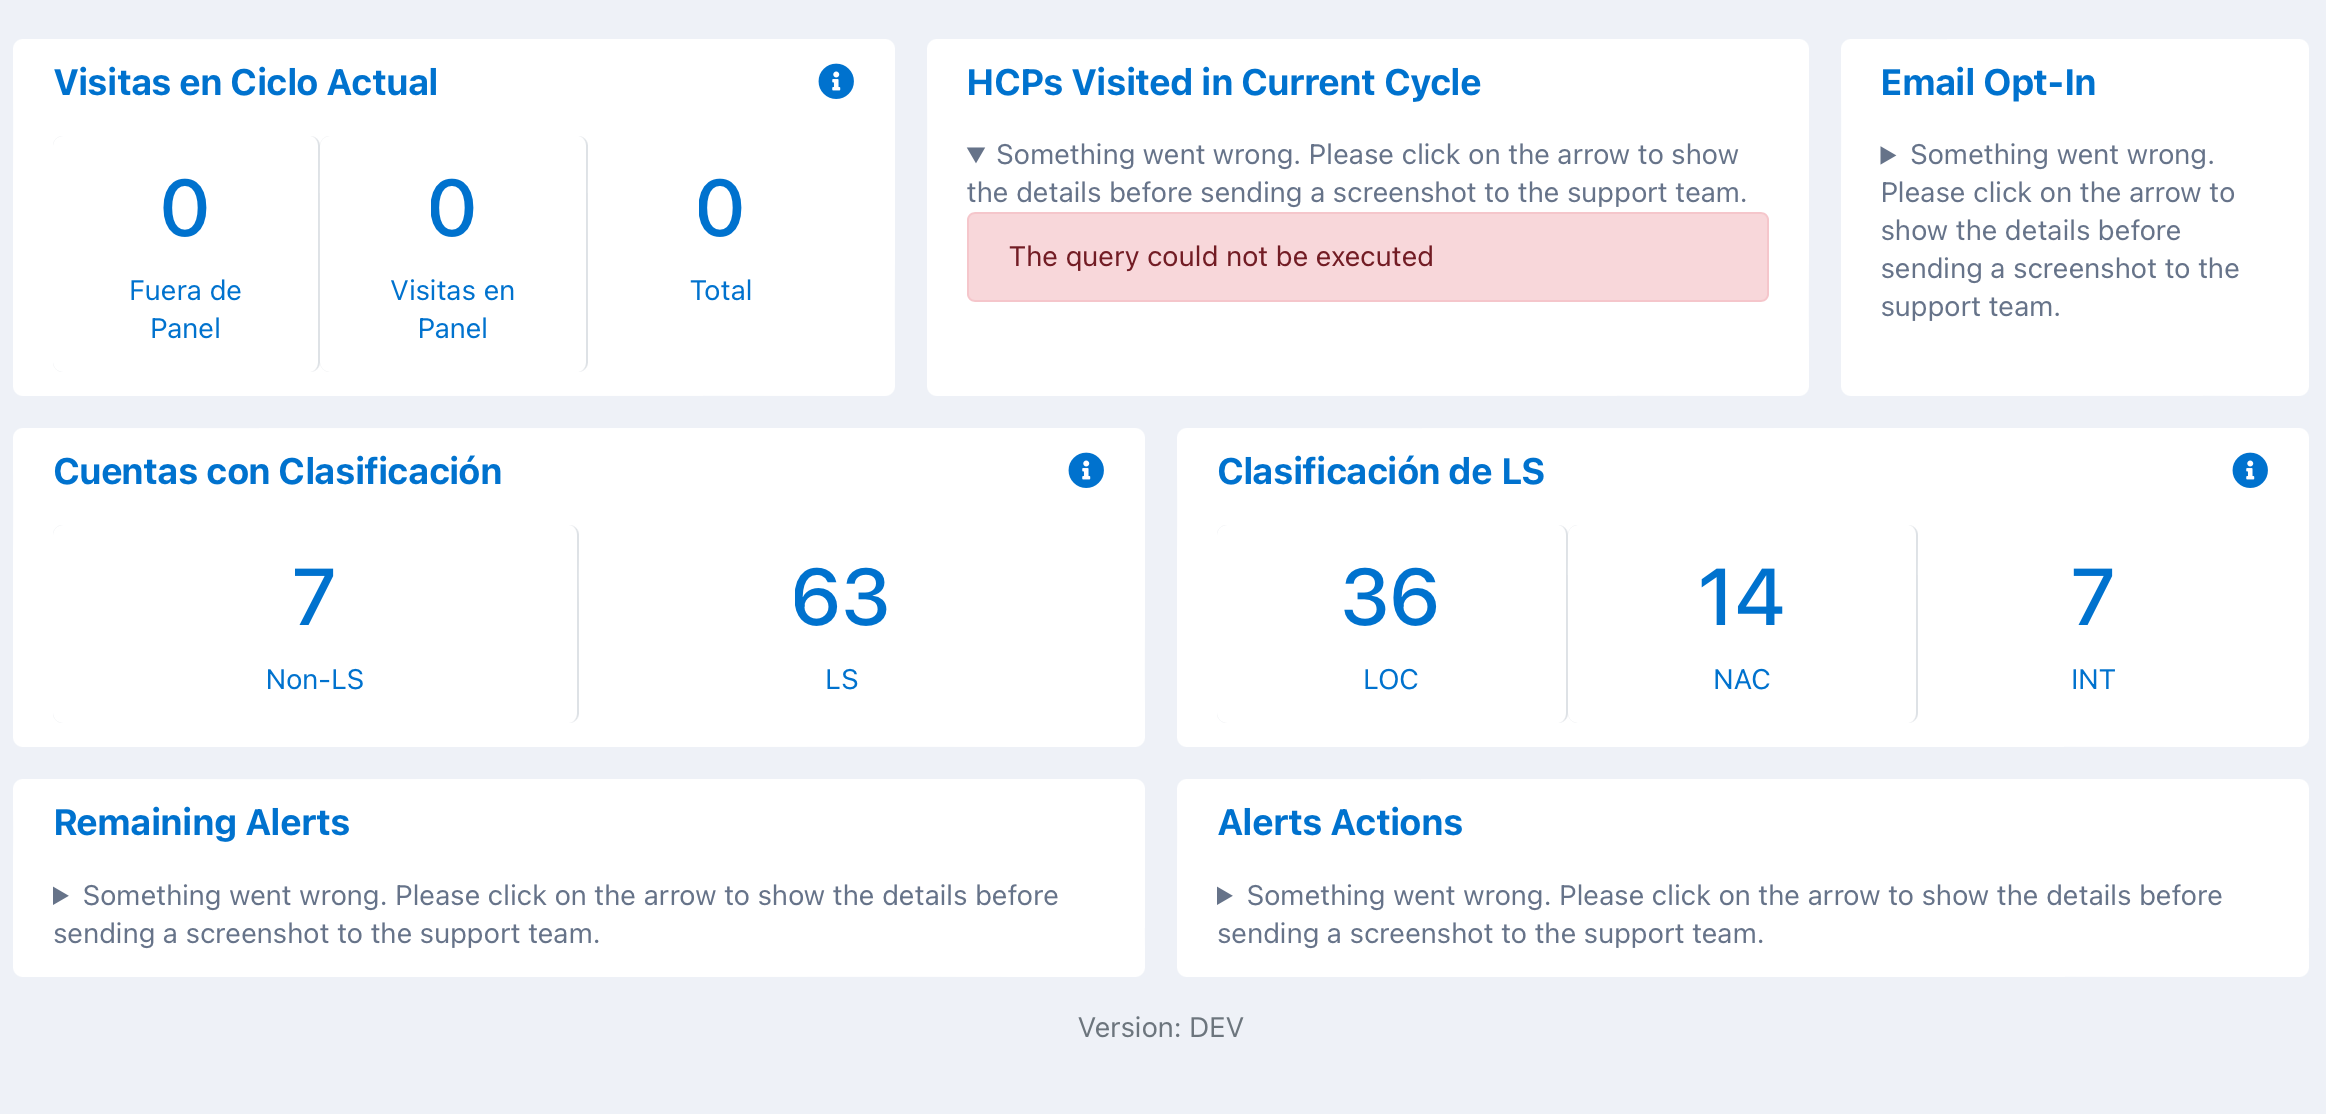 Visitas en Ciclo Actual
0
Fuera de
Panel
0
Visitas en
Panel
0
Total
HCPs Visited in Current Cycle
▼ Something went wrong. Please click on the arrow to show
the details before sending a screenshot to the support team.
The query could not be executed
Email Opt-In
▶ Something went wrong.
Please click on the arrow to
show the details before
sending a screenshot to the
support team.
Cuentas con Clasificación
7
Non-LS
63
LS
Clasificación de LS
36
LOC
14
NAC
7
INT
Remaining Alerts
▶ Something went wrong. Please click on the arrow to show the details before
sending a screenshot to the support team.
Alerts Actions
▶ Something went wrong. Please click on the arrow to show the details before
sending a screenshot to the support team.
Version: DEV